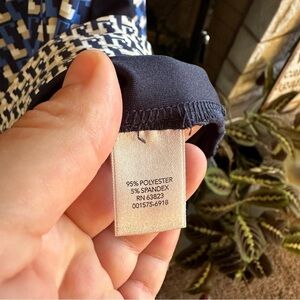 95% POLYESTER
5% SPANDEX
RN 63823
001575-6918